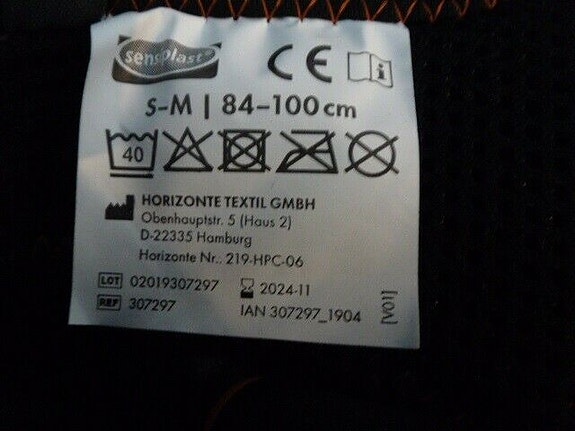 sensiplast®
CE
i
S–M | 84–100 cm
40
HORIZONTE TEXTIL GMBH
Obenhauptstr. 5 (Haus 2)
D-22335 Hamburg
Horizonte Nr.. 219-HPC-06
LOT 02019307297
2024-11
REF 307297
IAN 307297_1904
[V01]